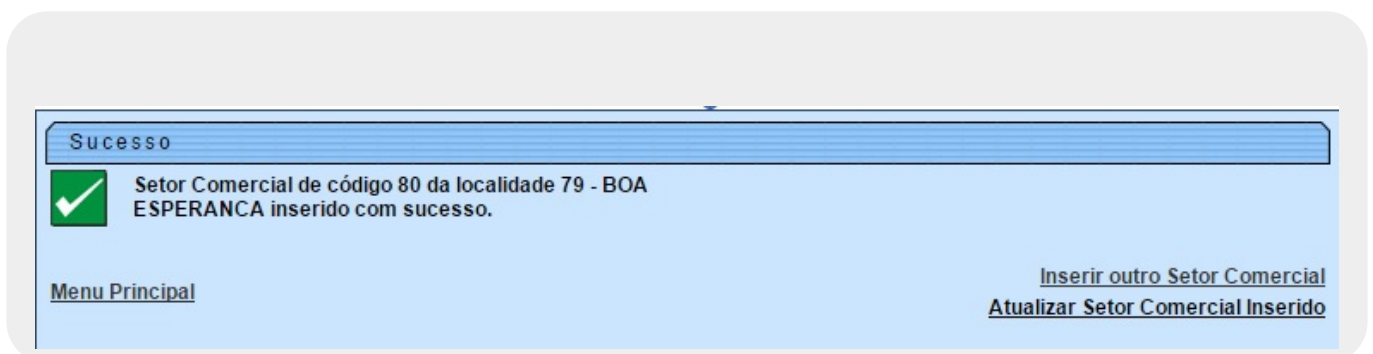 Sucesso
Setor Comercial de código 80 da localidade 79 - BOA
ESPERANCA inserido com sucesso.
Menu Principal
Inserir outro Setor Comercial
Atualizar Setor Comercial Inserido